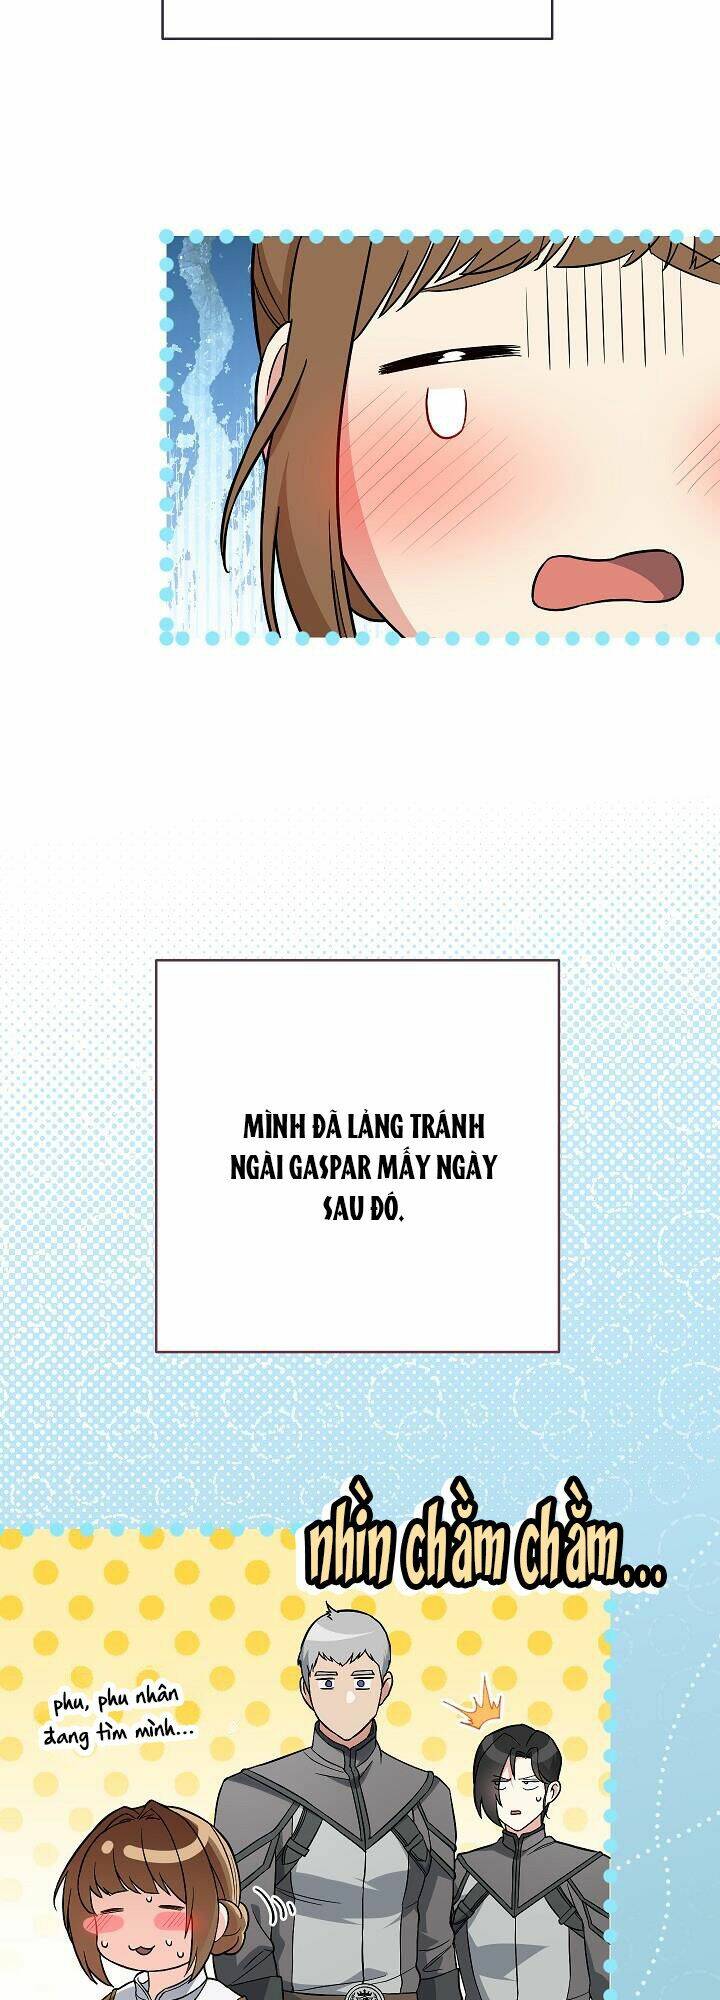 MÌNH ĐÃ LẢNG TRÁNH
NGÀI GASPAR MẤY NGÀY
SAU ĐÓ.
nhìn chằm chằm...
phu, phu nhân
đang tìm mình...